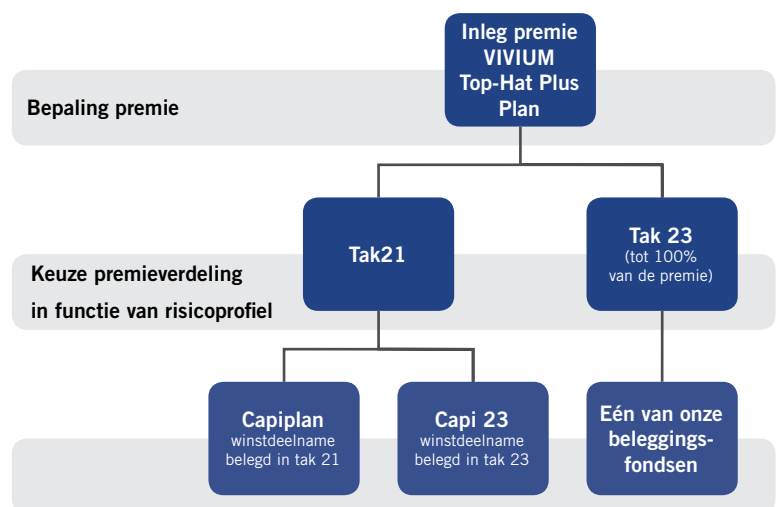 Inleg premie
VIVIUM
Top-Hat Plus
Plan
Bepaling premie
Tak21
Tak 23
(tot 100%
van de premie)
Keuze premieverdeling
in functie van risicoprofiel
Capiplan
winstdeelname
belegd in tak 21
Capi 23
winstdeelname
belegd in tak 23
Eén van onze
beleggings-
fondsen